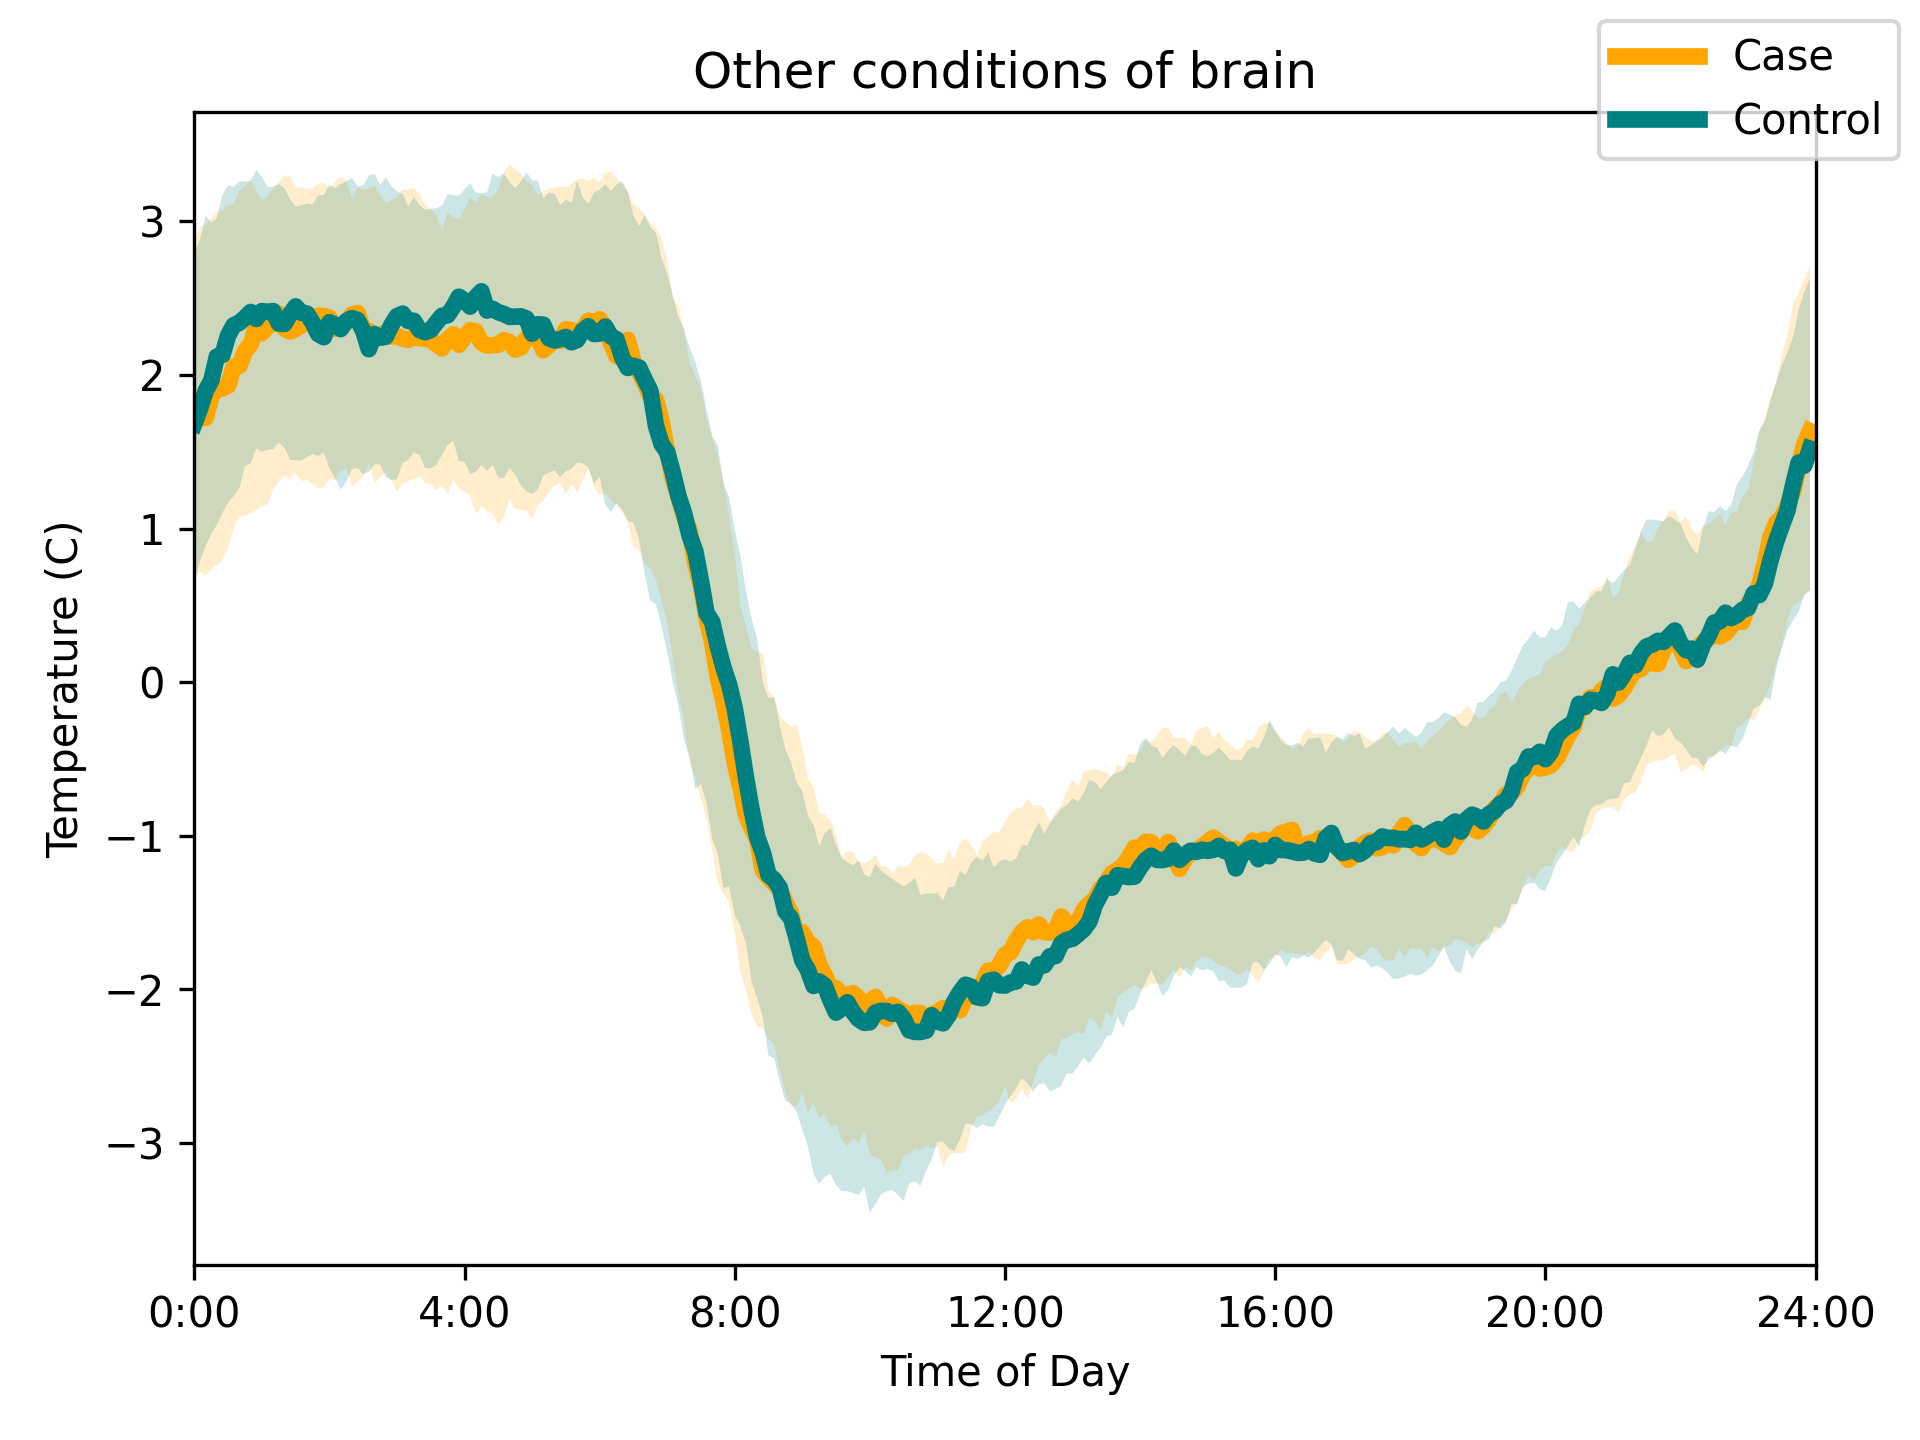 Other conditions of brain
Case
Control
Temperature (C)
3
2
1
0
−1
−2
−3
0:00 4:00 8:00 12:00 16:00 20:00 24:00
Time of Day